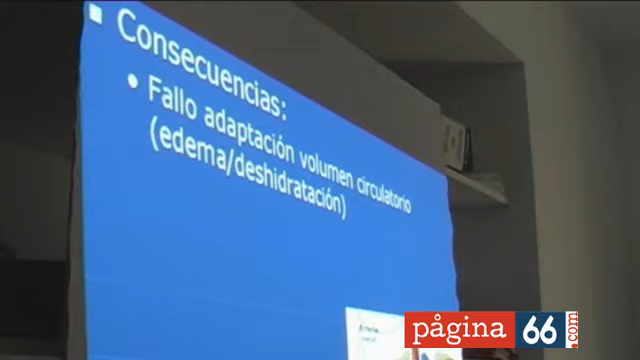 Consecuencias:
Fallo adaptación volumen circulatorio
(edema/deshidratación)
página 66.com